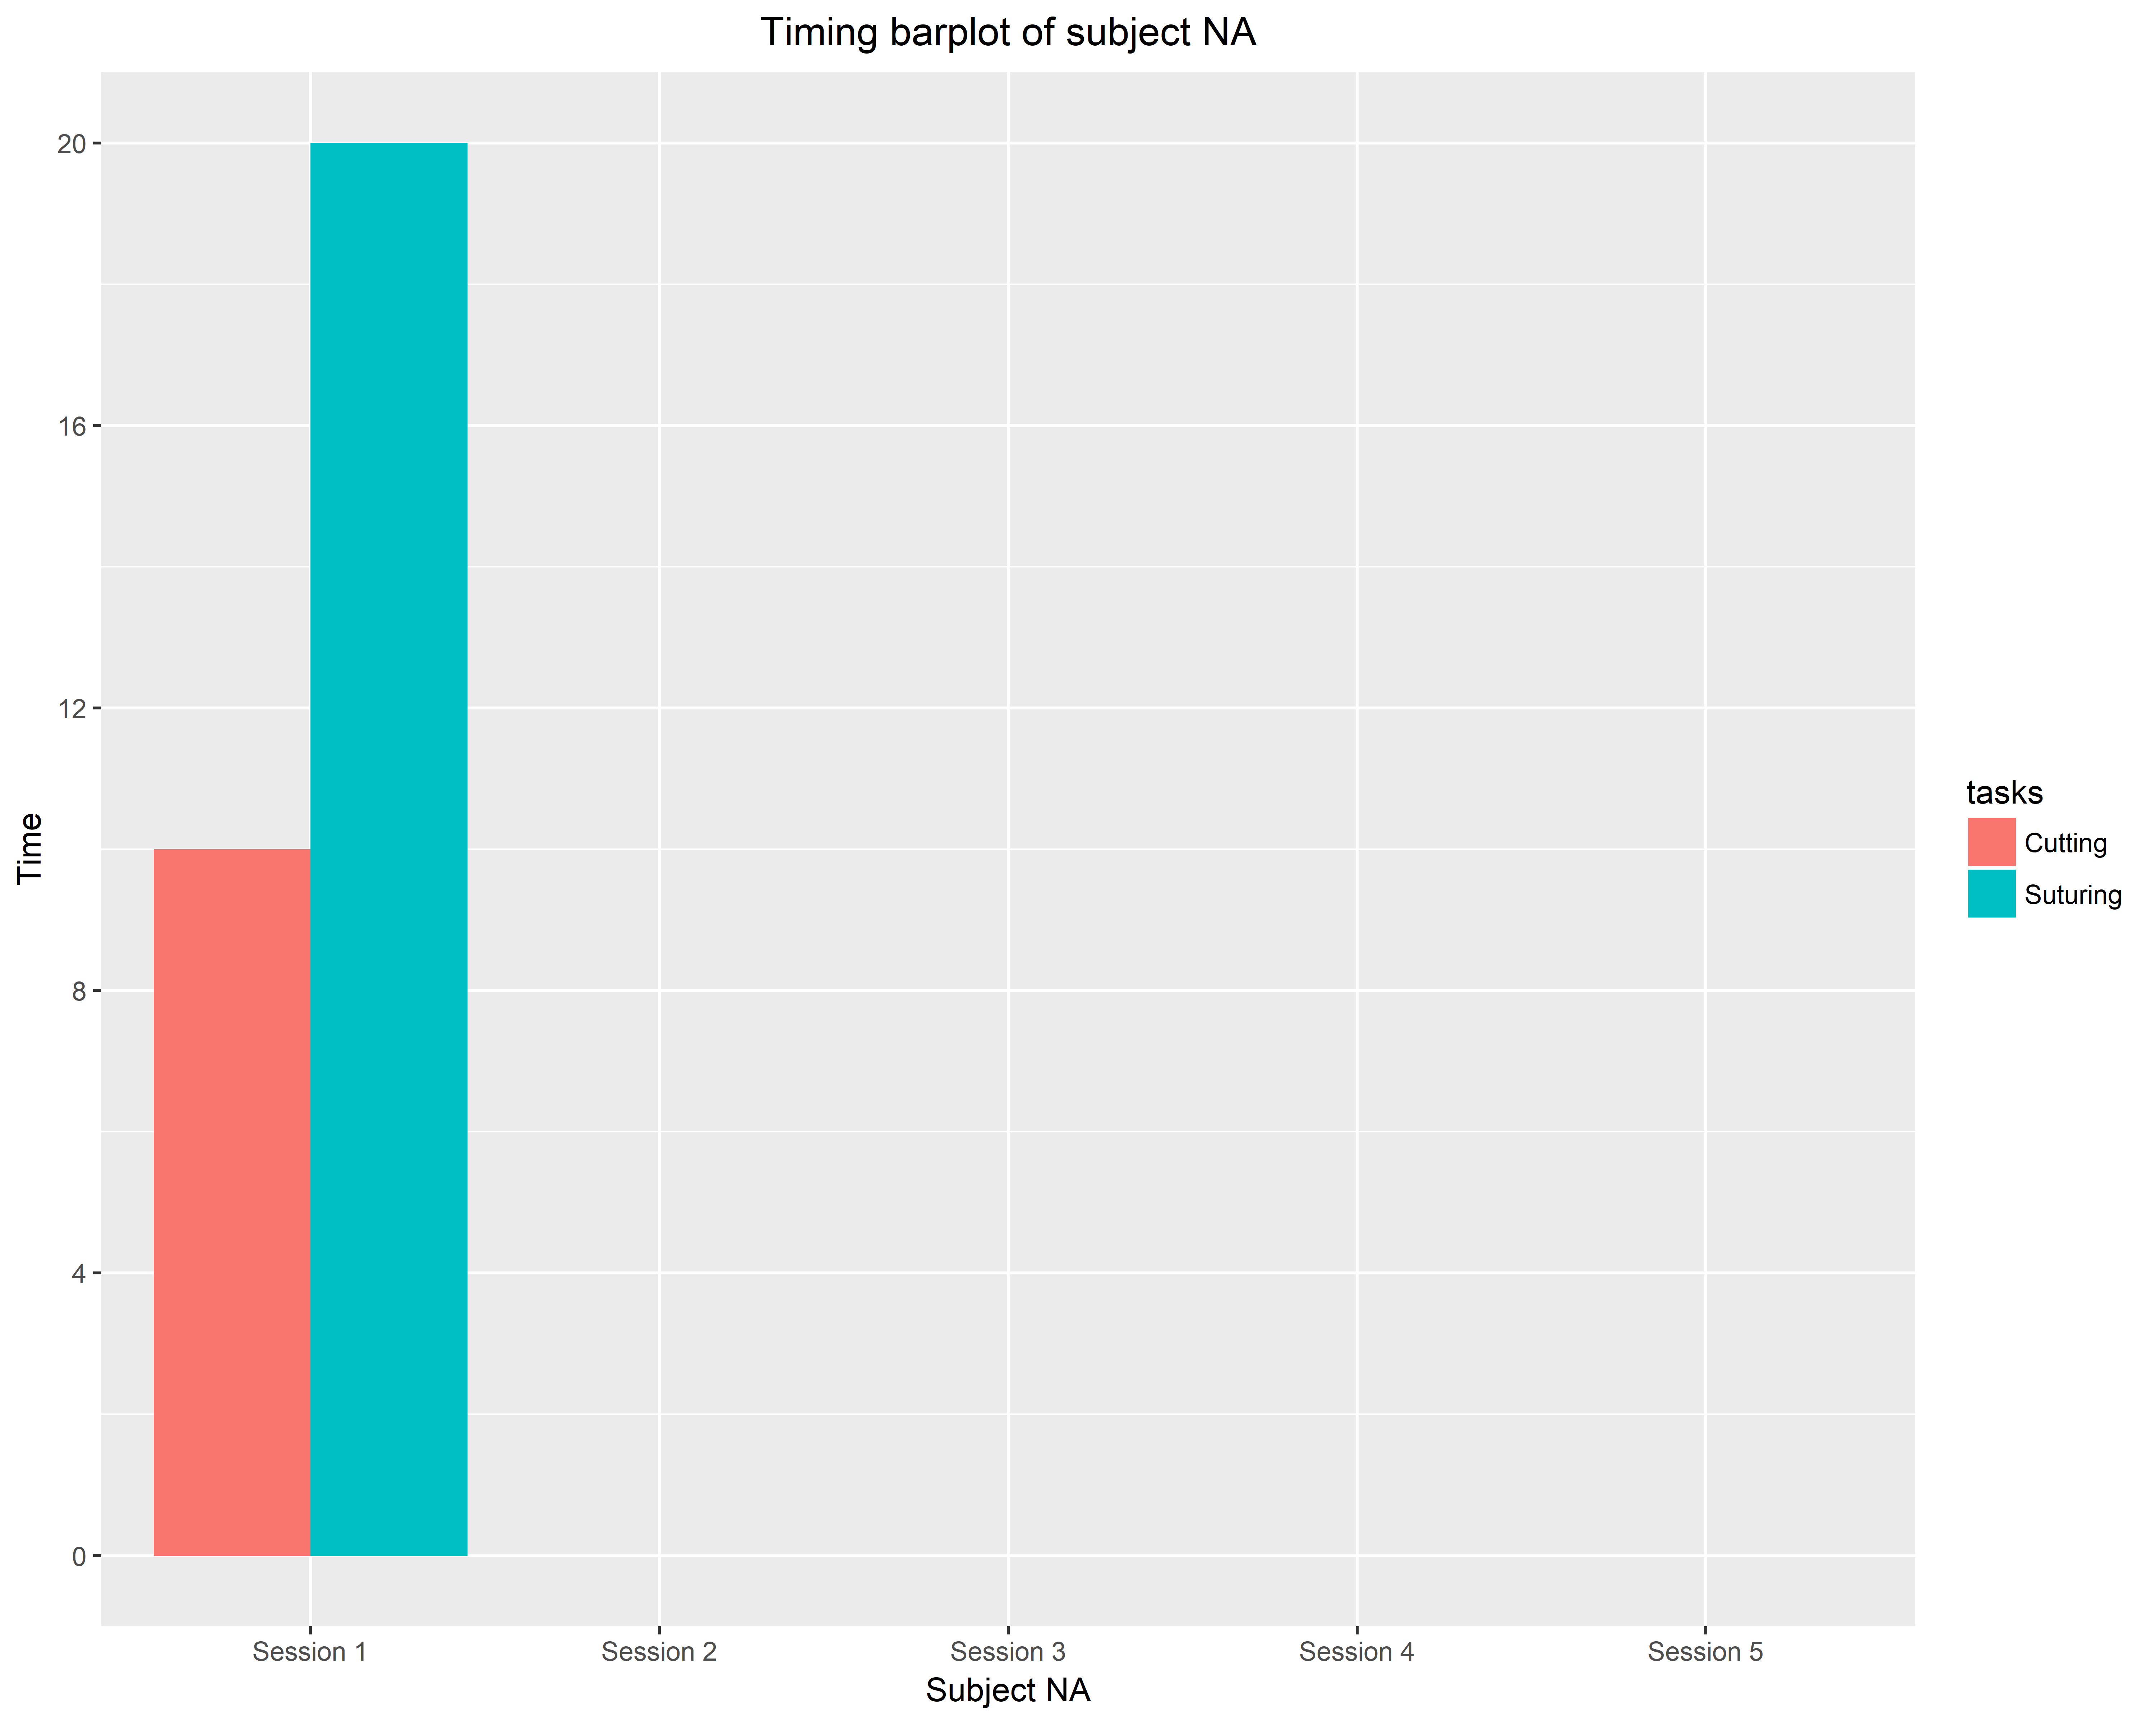 Timing barplot of subject NA
20
16
12
8
4
0
Time
Session 1
Session 2
Session 3
Session 4
Session 5
Subject NA
tasks
Cutting
Suturing